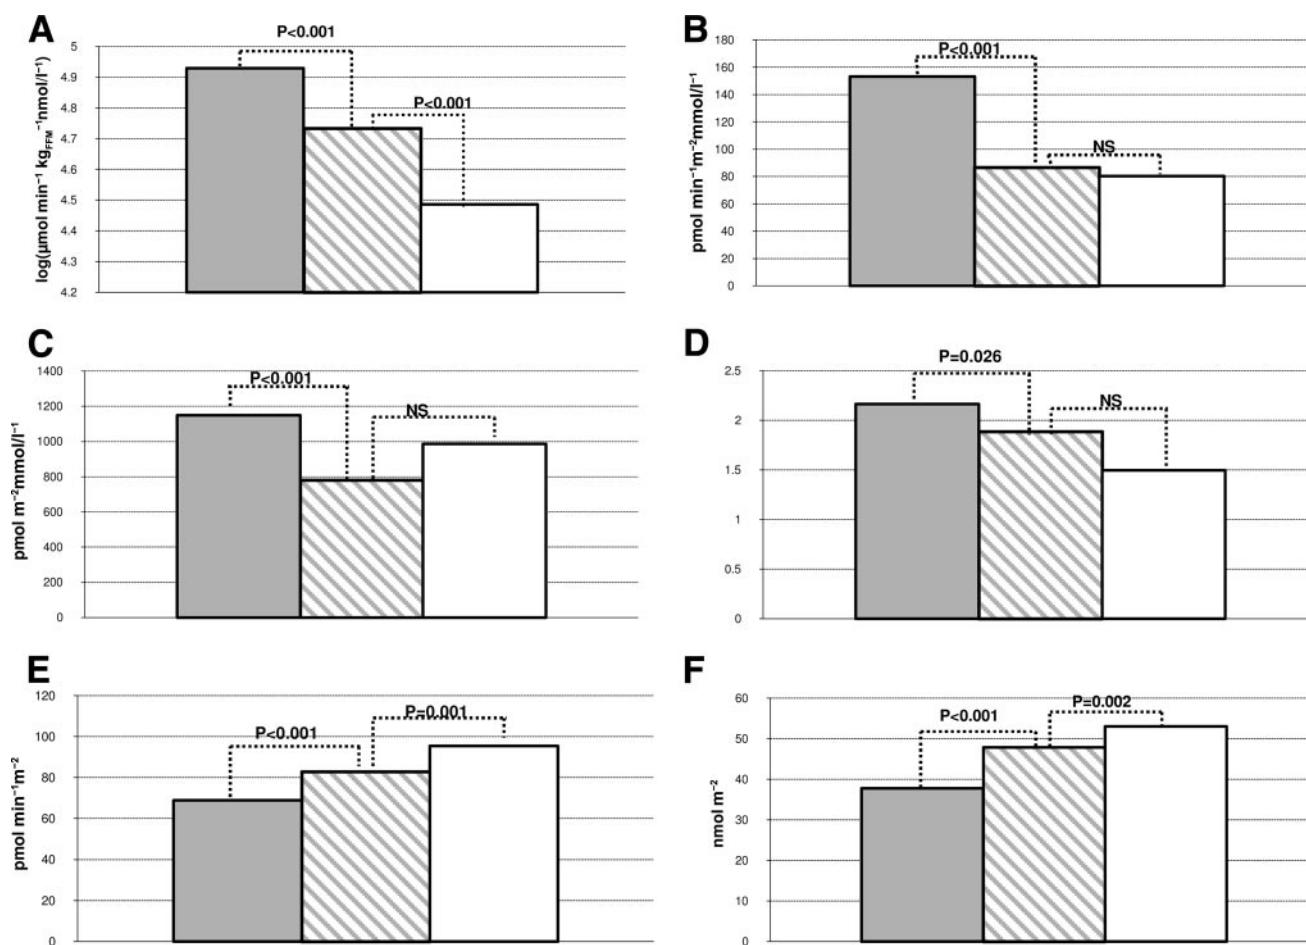 A
P<0.001
P<0.001
log(µmol min⁻¹ kg_FFM⁻¹nmol/l⁻¹)
5
4.9
4.8
4.7
4.6
4.5
4.4
4.3
4.2
B
P<0.001
NS
pmol min⁻¹m⁻²mmol/l⁻¹
180
160
140
120
100
80
60
40
20
0
C
P<0.001
NS
pmol m⁻²mmol/l⁻¹
1400
1200
1000
800
600
400
200
0
D
P=0.026
NS
2.5
2
1.5
1
0.5
0
E
P<0.001
P=0.001
pmol min⁻¹m⁻²
120
100
80
60
40
20
0
F
P<0.001
P=0.002
nmol m⁻²
60
50
40
30
20
10
0